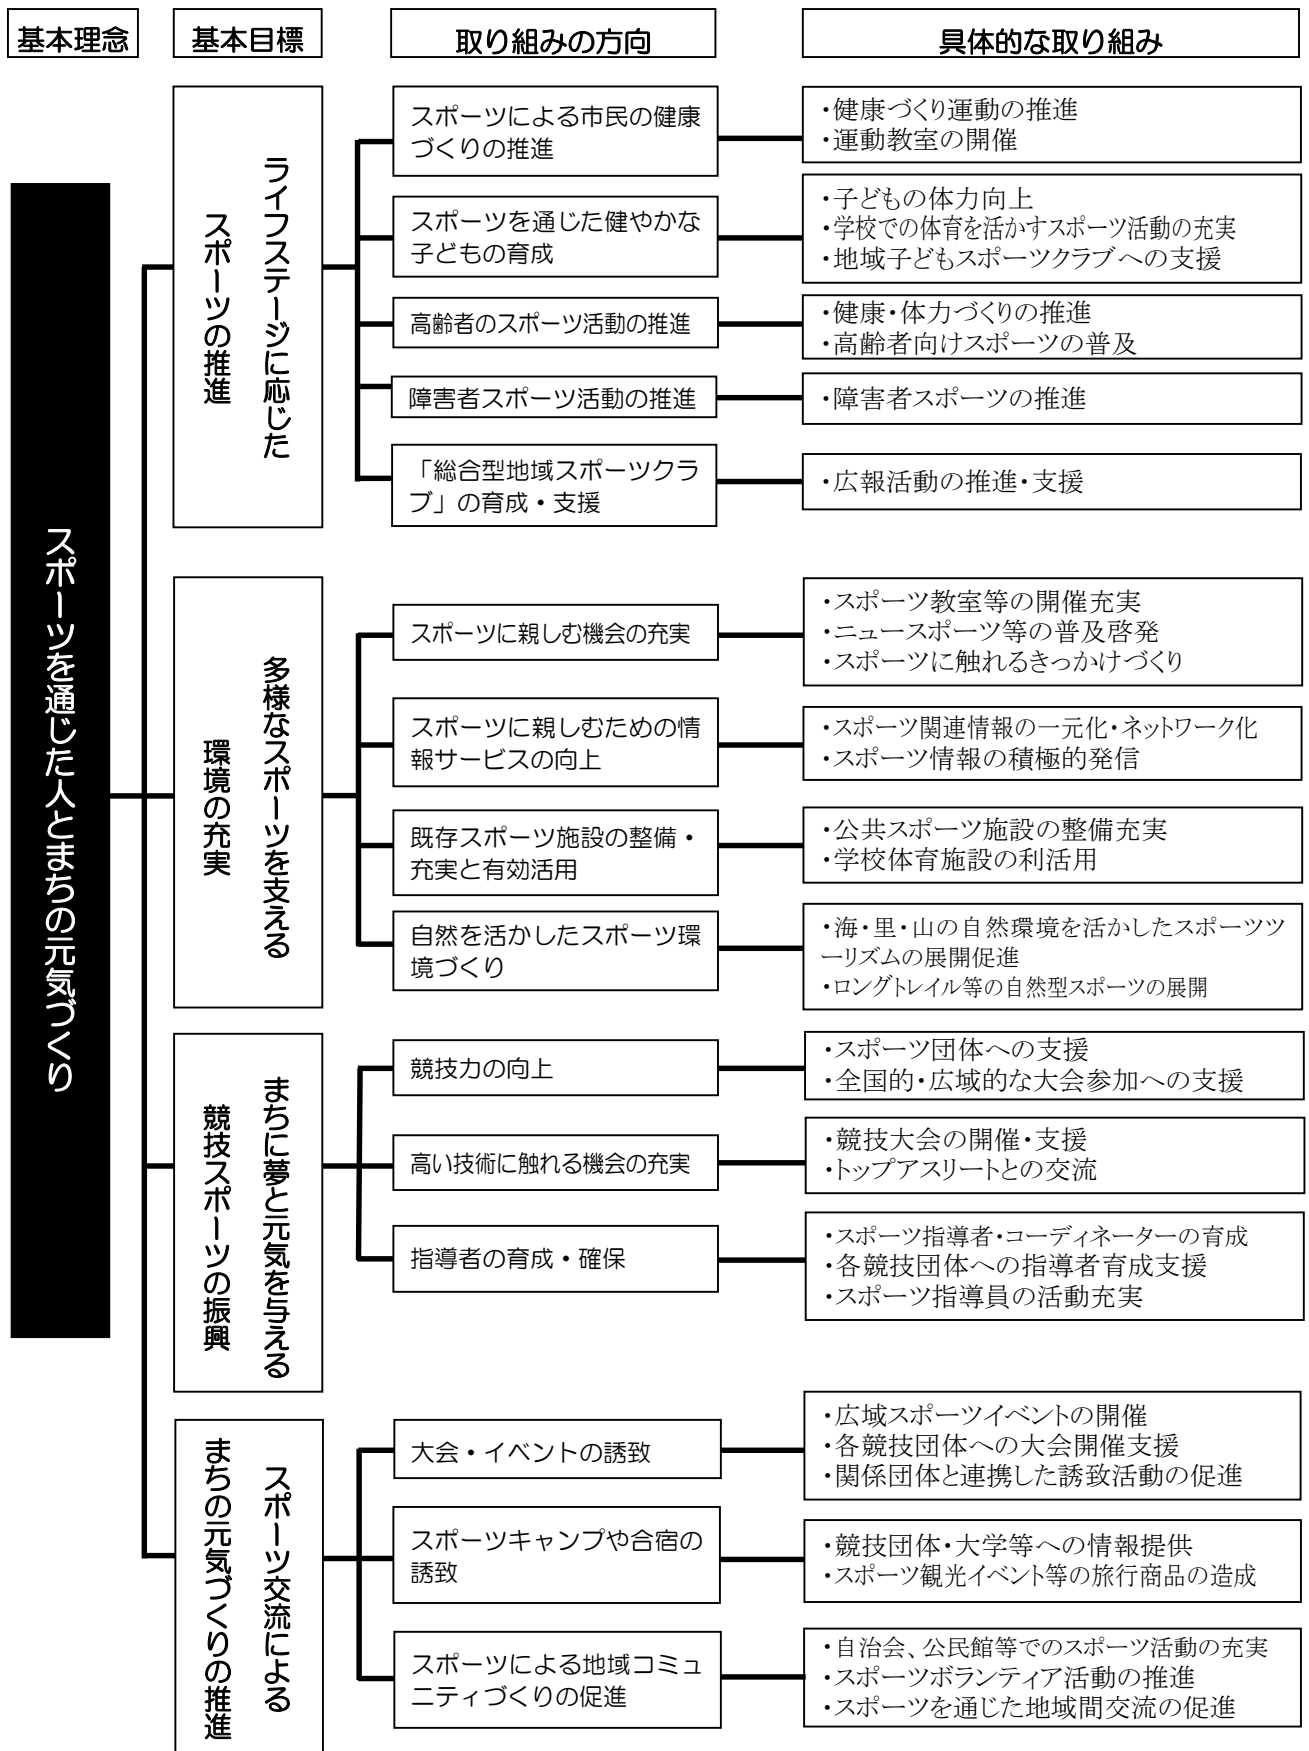 基本理念
基本目標
取り組みの方向
具体的な取り組み
スポーツを通じた人とまちの元気づくり
ライフステージに応じた
スポーツの推進
スポーツによる市民の健康
づくりの推進
・健康づくり運動の推進
・運動教室の開催
スポーツを通じた健やかな
子どもの育成
・子どもの体力向上
・学校での体育を活かすスポーツ活動の充実
・地域子どもスポーツクラブへの支援
高齢者のスポーツ活動の推進
・健康・体力づくりの推進
・高齢者向けスポーツの普及
障害者スポーツ活動の推進
・障害者スポーツの推進
「総合型地域スポーツクラ
ブ」の育成・支援
・広報活動の推進・支援
多様なスポーツを支える
環境の充実
スポーツに親しむ機会の充実
・スポーツ教室等の開催充実
・ニュースポーツ等の普及啓発
・スポーツに触れるきっかけづくり
スポーツに親しむための情
報サービスの向上
・スポーツ関連情報の一元化・ネットワーク化
・スポーツ情報の積極的発信
既存スポーツ施設の整備・
充実と有効活用
・公共スポーツ施設の整備充実
・学校体育施設の利活用
自然を活かしたスポーツ環
境づくり
・海・里・山の自然環境を活かしたスポーツツ
ーリズムの展開促進
・ロングトレイル等の自然型スポーツの展開
まちに夢と元気を与える
競技スポーツの振興
競技力の向上
・スポーツ団体への支援
・全国的・広域的な大会参加への支援
高い技術に触れる機会の充実
・競技大会の開催・支援
・トップアスリートとの交流
指導者の育成・確保
・スポーツ指導者・コーディネーターの育成
・各競技団体への指導者育成支援
・スポーツ指導員の活動充実
スポーツ交流による
まちの元気づくりの推進
大会・イベントの誘致
・広域スポーツイベントの開催
・各競技団体への大会開催支援
・関係団体と連携した誘致活動の促進
スポーツキャンプや合宿の
誘致
・競技団体・大学等への情報提供
・スポーツ観光イベント等の旅行商品の造成
スポーツによる地域コミュ
ニティづくりの促進
・自治会、公民館等でのスポーツ活動の充実
・スポーツボランティア活動の推進
・スポーツを通じた地域間交流の促進